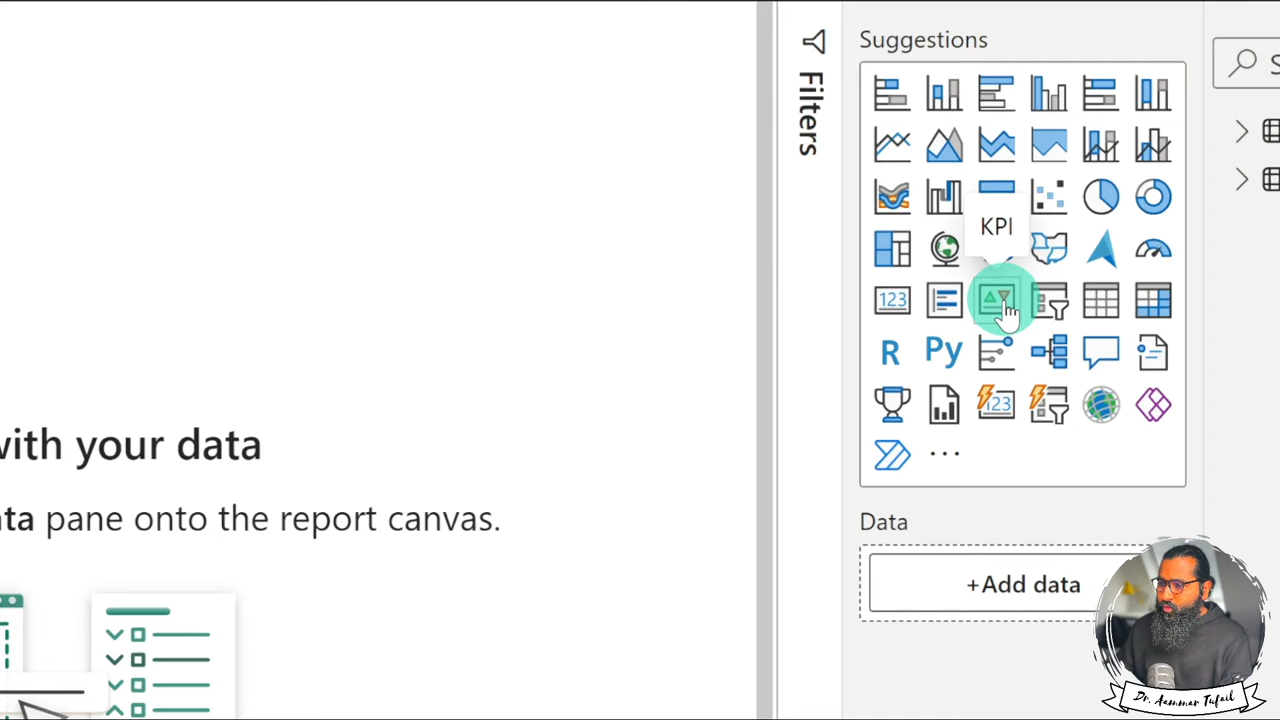 Suggestions
Filters
KPI
123
R
Py
123
...
with your data
ata pane onto the report canvas.
Data
+Add data
Dr. Aammar Tufail